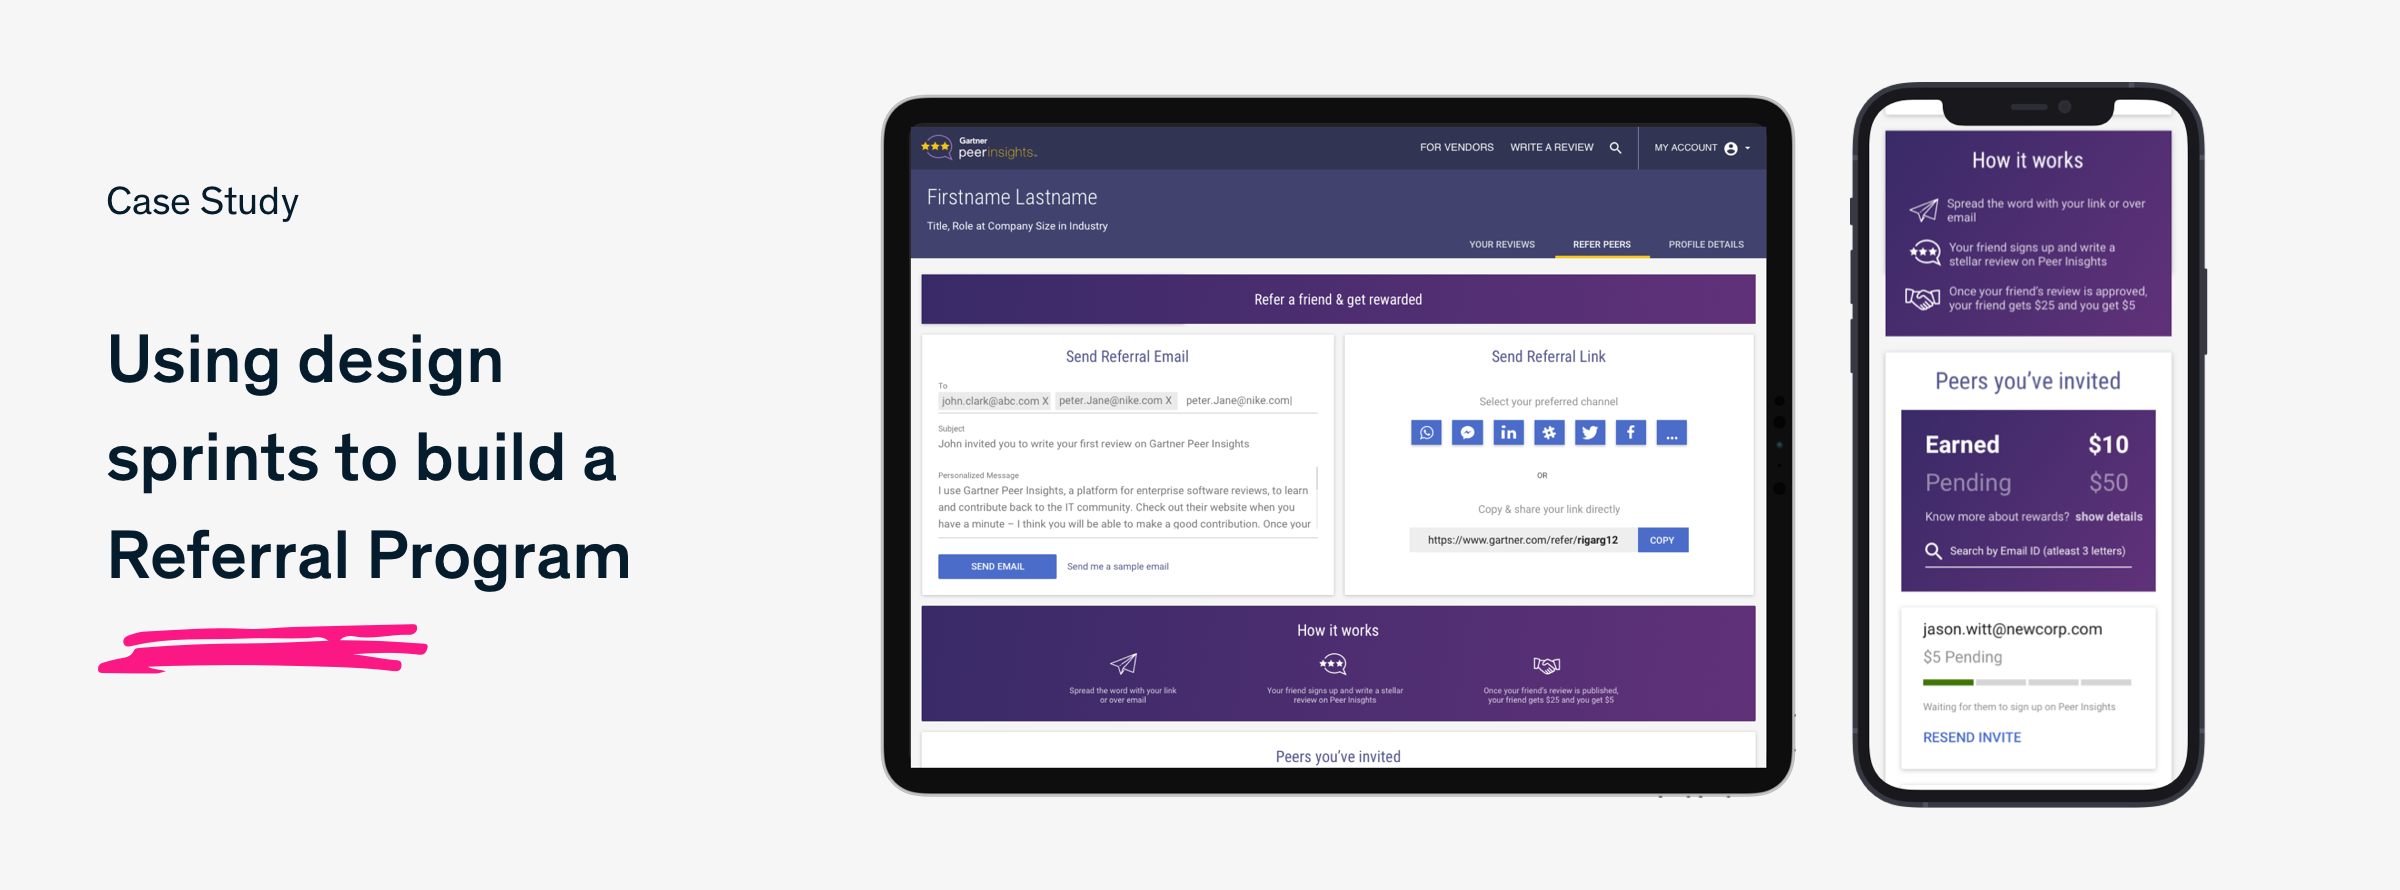 Case Study
Using design
sprints to build a
Referral Program
Gartner
peerinsights
FOR VENDORS
WRITE A REVIEW
MY ACCOUNT
Firstname Lastname
Title, Role at Company Size in Industry
YOUR REVIEWS
REFER PEERS
PROFILE DETAILS
Refer a friend & get rewarded
Send Referral Email
To
john.clark@abc.com X
peter.Jane@nike.com X
peter.Jane@nike.com|
Subject
John invited you to write your first review on Gartner Peer Insights
Personalized Message
I use Gartner Peer Insights, a platform for enterprise software reviews, to learn
and contribute back to the IT community. Check out their website when you
have a minute – I think you will be able to make a good contribution. Once your
SEND EMAIL
Send me a sample email
Send Referral Link
Select your preferred channel
in
f
...
OR
Copy & share your link directly
https://www.gartner.com/refer/rigarg12
COPY
How it works
Spread the word with your link
or over email
Your friend signs up and write a stellar
review on Peer Inisghts
Once your friend's review is published,
your friend gets $25 and you get $5
Peers you've invited
How it works
Spread the word with your link or over
email
Your friend signs up and write a
stellar review on Peer Inisghts
Once your friend's review is approved,
your friend gets $25 and you get $5
Peers you've invited
Earned $10
Pending $50
Know more about rewards? show details
Search by Email ID (atleast 3 letters)
jason.witt@newcorp.com
$5 Pending
Waiting for them to sign up on Peer Insights
RESEND INVITE